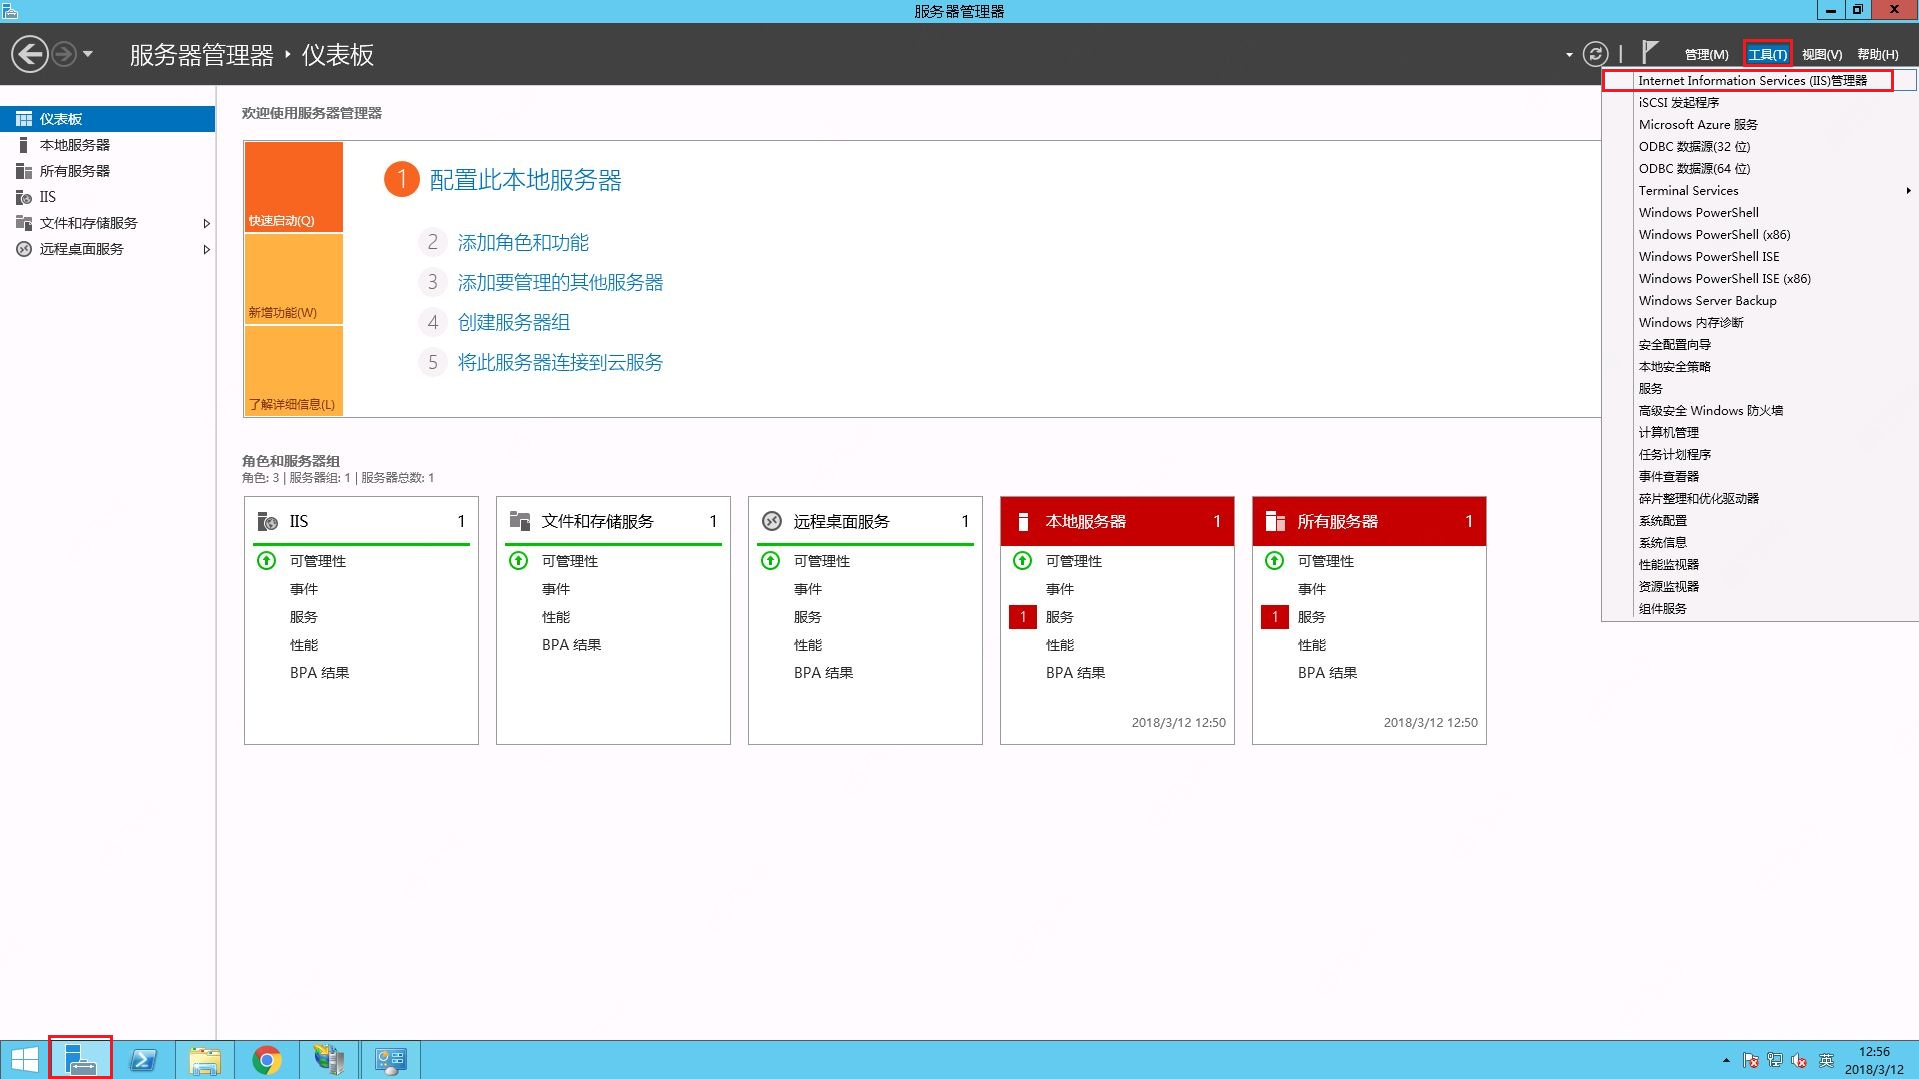 服务器管理器
服务器管理器 ‣ 仪表板
管理(M) 工具(T) 视图(V) 帮助(H)
仪表板
本地服务器
所有服务器
IIS
文件和存储服务
远程桌面服务
欢迎使用服务器管理器
快速启动(Q)
新增功能(W)
了解详细信息(L)
1 配置此本地服务器
2 添加角色和功能
3 添加要管理的其他服务器
4 创建服务器组
5 将此服务器连接到云服务
Internet Information Services (IIS)管理器
iSCSI 发起程序
Microsoft Azure 服务
ODBC 数据源(32 位)
ODBC 数据源(64 位)
Terminal Services
Windows PowerShell
Windows PowerShell (x86)
Windows PowerShell ISE
Windows PowerShell ISE (x86)
Windows Server Backup
Windows 内存诊断
安全配置向导
本地安全策略
服务
高级安全 Windows 防火墙
计算机管理
任务计划程序
事件查看器
碎片整理和优化驱动器
系统配置
系统信息
性能监视器
资源监视器
组件服务
角色和服务器组
角色: 3 | 服务器组: 1 | 服务器总数: 1
IIS 1
可管理性
事件
服务
性能
BPA 结果
文件和存储服务 1
可管理性
事件
性能
BPA 结果
远程桌面服务 1
可管理性
事件
服务
性能
BPA 结果
本地服务器 1
可管理性
事件
1 服务
性能
BPA 结果
2018/3/12 12:50
所有服务器 1
可管理性
事件
1 服务
性能
BPA 结果
2018/3/12 12:50
英
12:56
2018/3/12